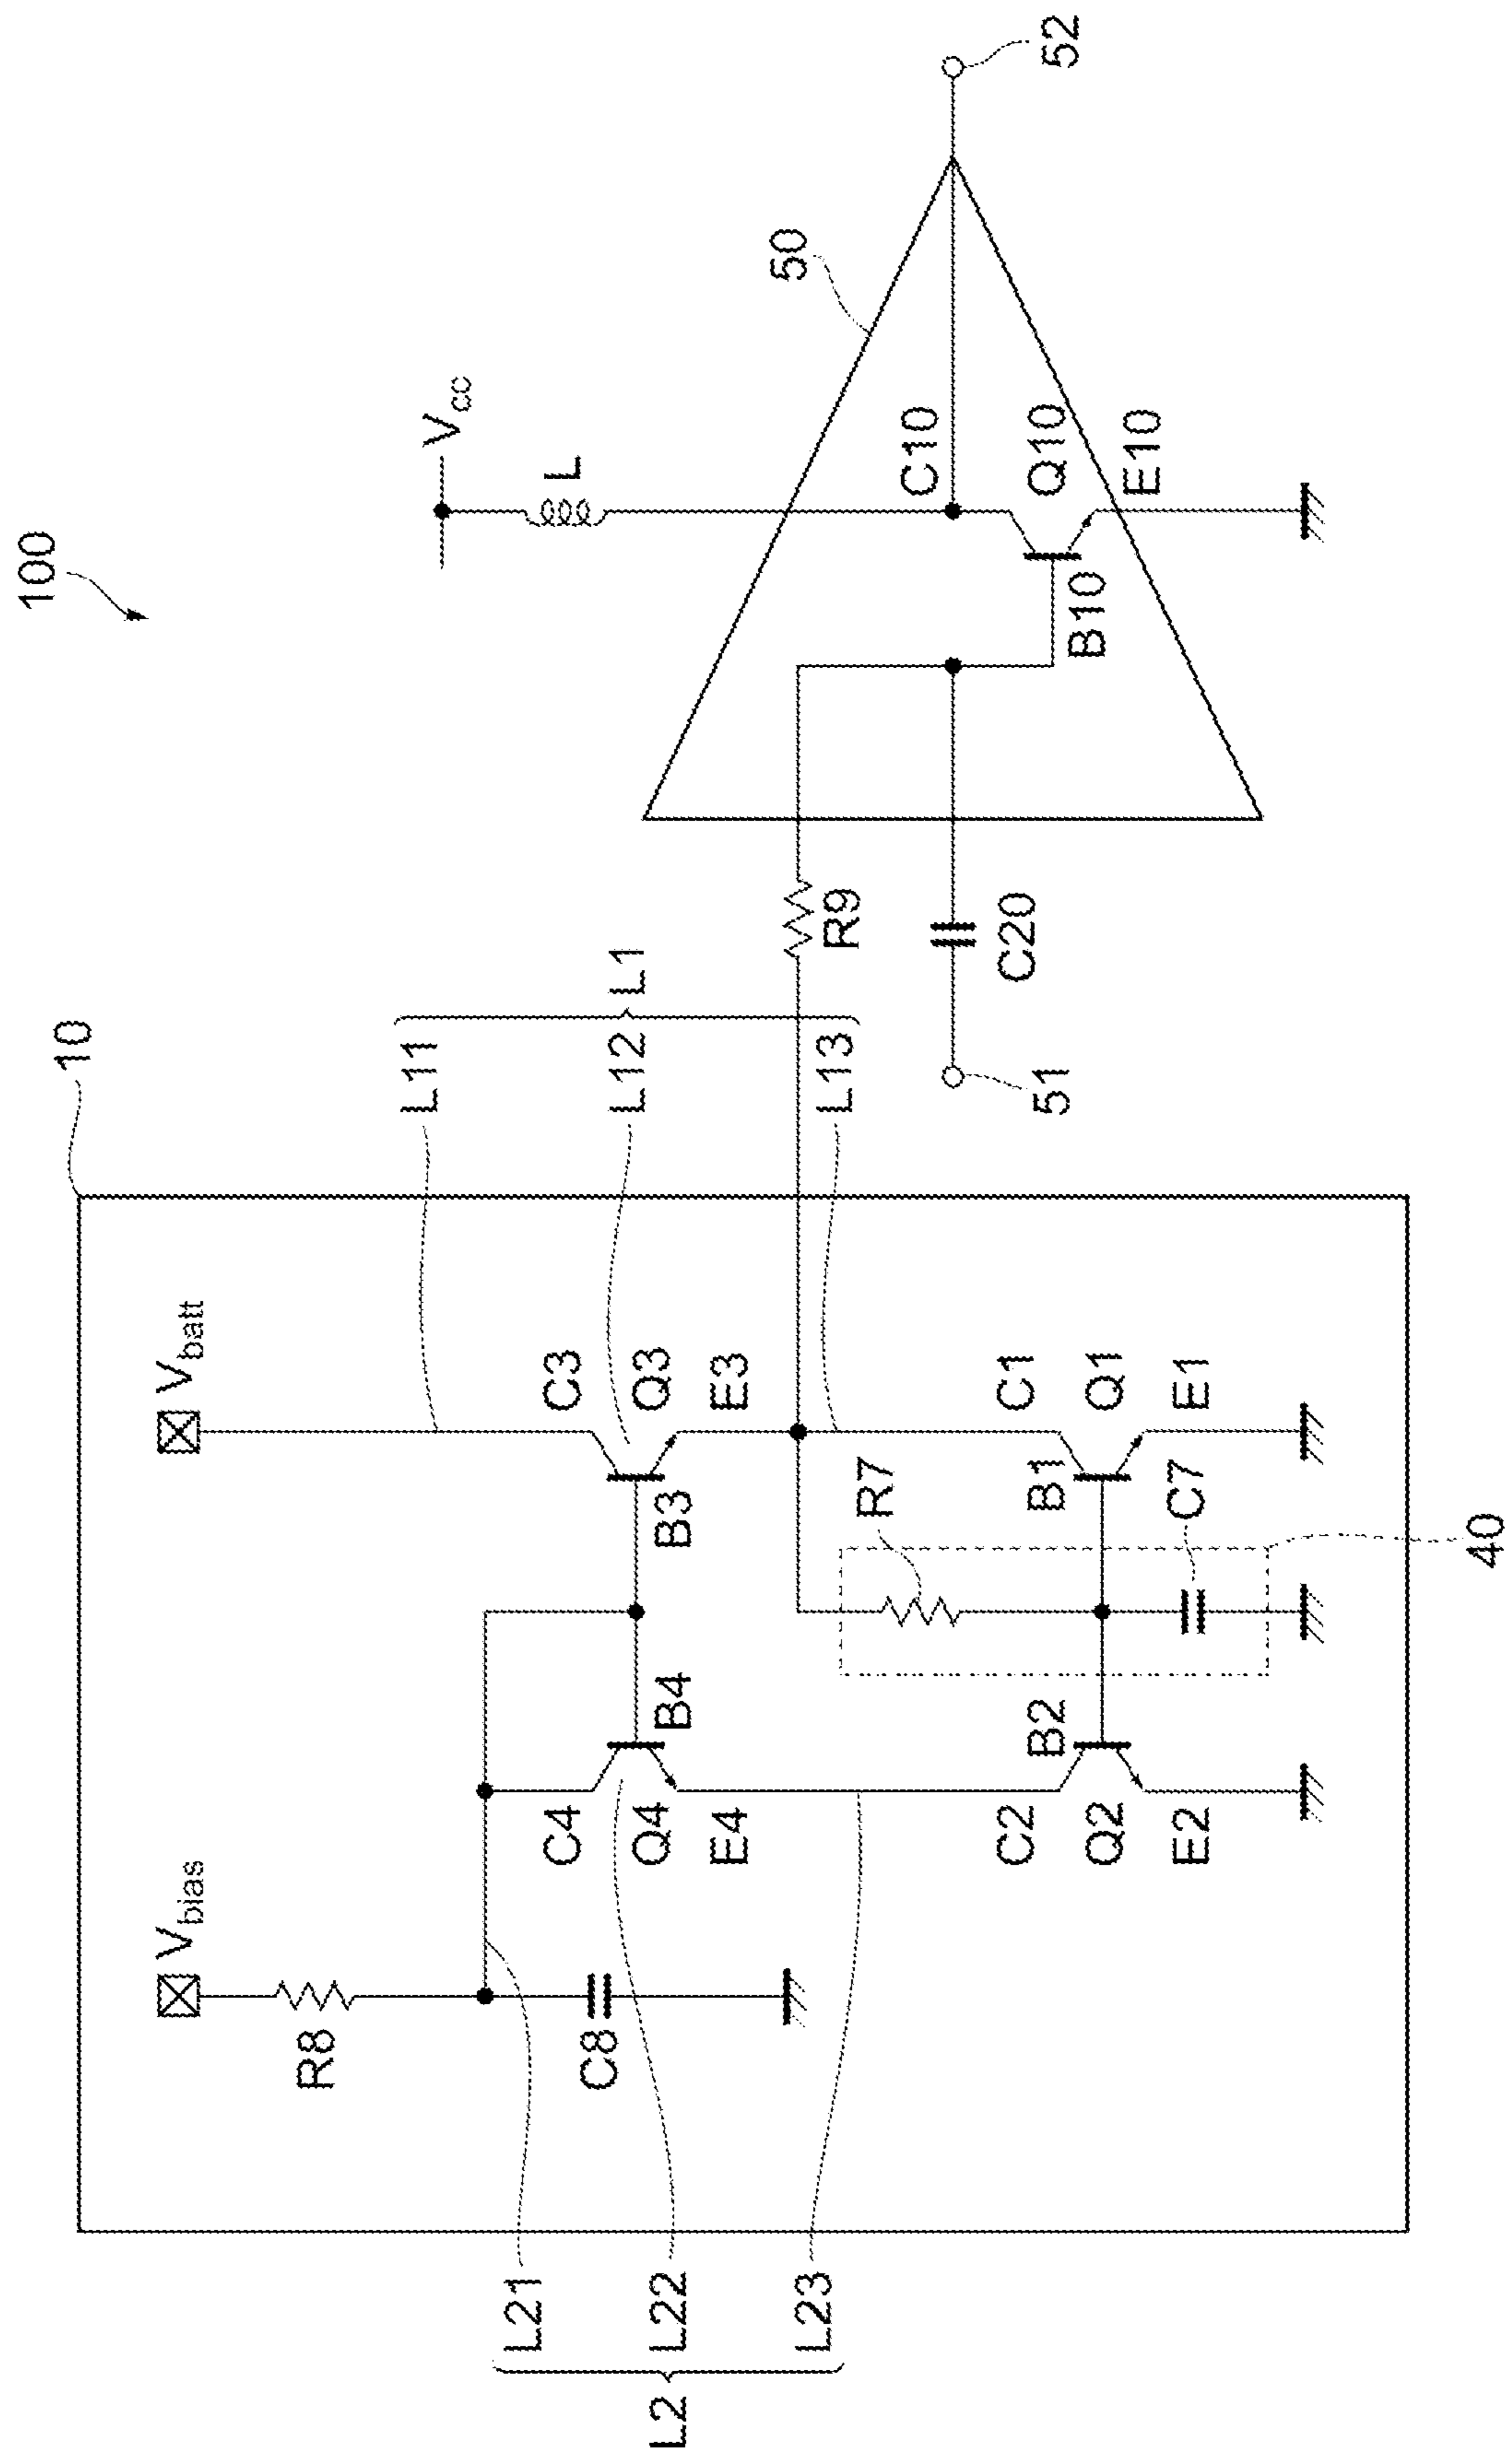 100
10
Vbias
Vbatt
Vcc
R8
L11
L
50
L21
C8
C4
C3
L12
L1
L22
Q4
B4
B3
Q3
L2
E4
E3
L23
R9
L13
C10
52
R7
Q10
C20
B10
E10
51
C2
B2
B1
C1
Q2
Q1
E2
C7
E1
40